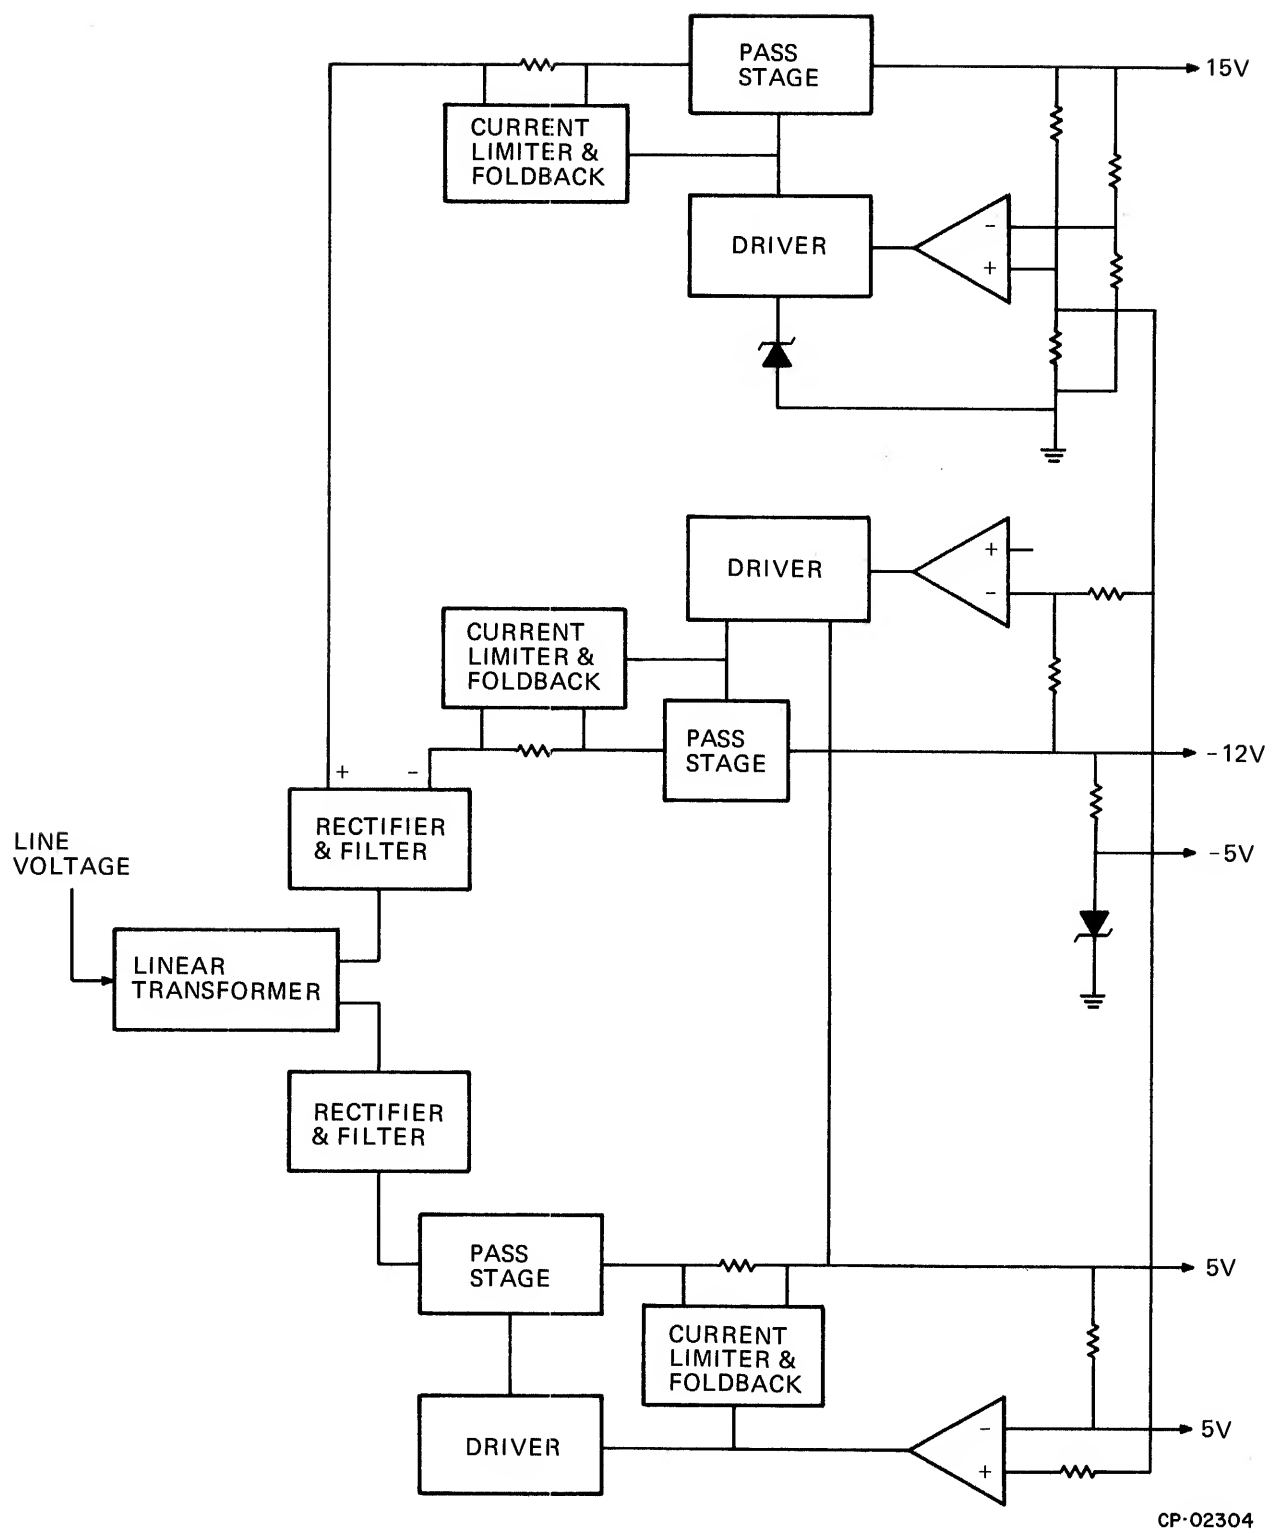 PASS
STAGE
15V
CURRENT
LIMITER &
FOLDBACK
DRIVER
-
+
DRIVER
+
-
CURRENT
LIMITER &
FOLDBACK
PASS
STAGE
-12V
+ -
RECTIFIER
& FILTER
LINE
VOLTAGE
-5V
LINEAR
TRANSFORMER
RECTIFIER
& FILTER
PASS
STAGE
5V
CURRENT
LIMITER &
FOLDBACK
DRIVER
-
+
5V
CP-02304